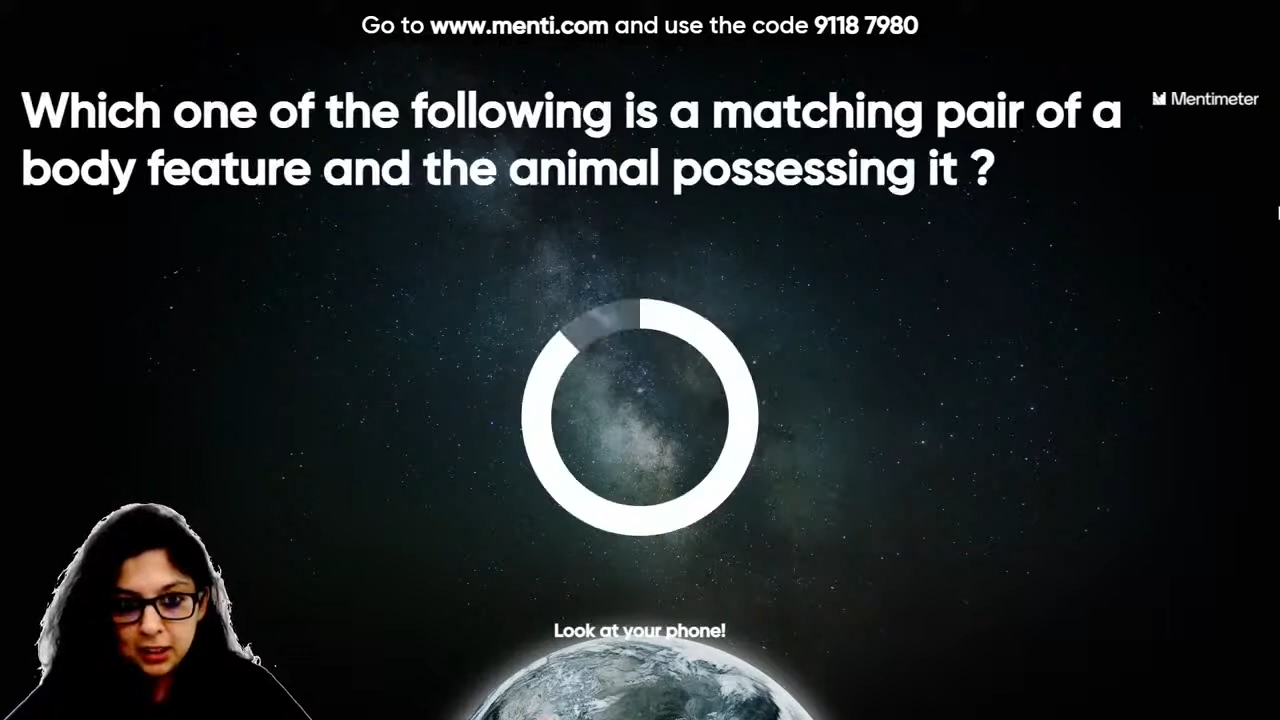 Go to www.menti.com and use the code 9118 7980
Which one of the following is a matching pair of a
body feature and the animal possessing it ?
Mentimeter
Look at your phone!